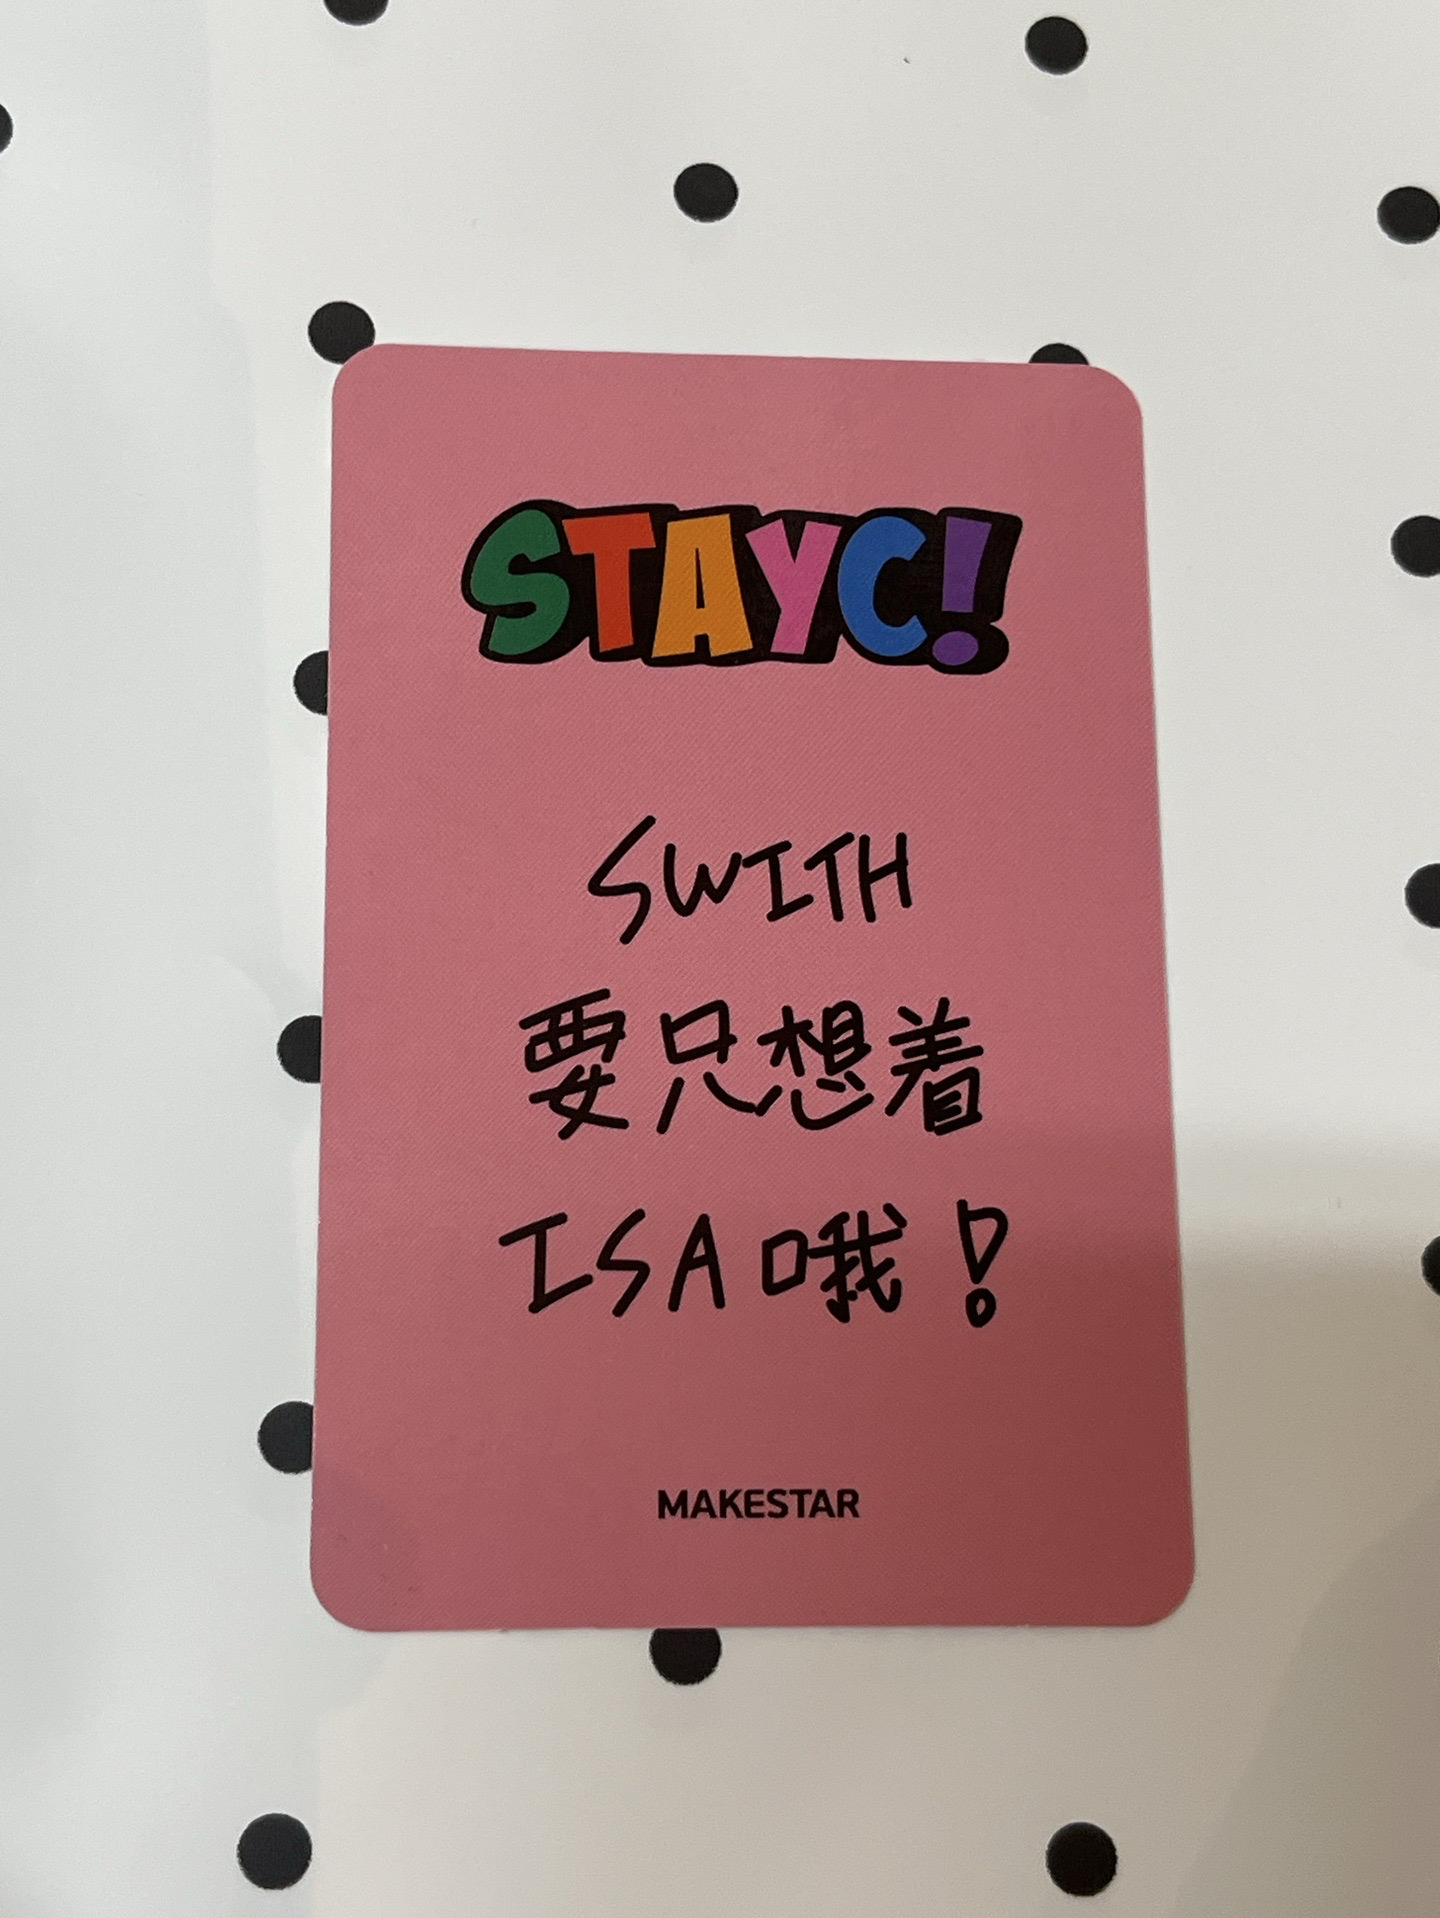 STAYC!
SWITH
要只想着
ISA哦!
MAKESTAR